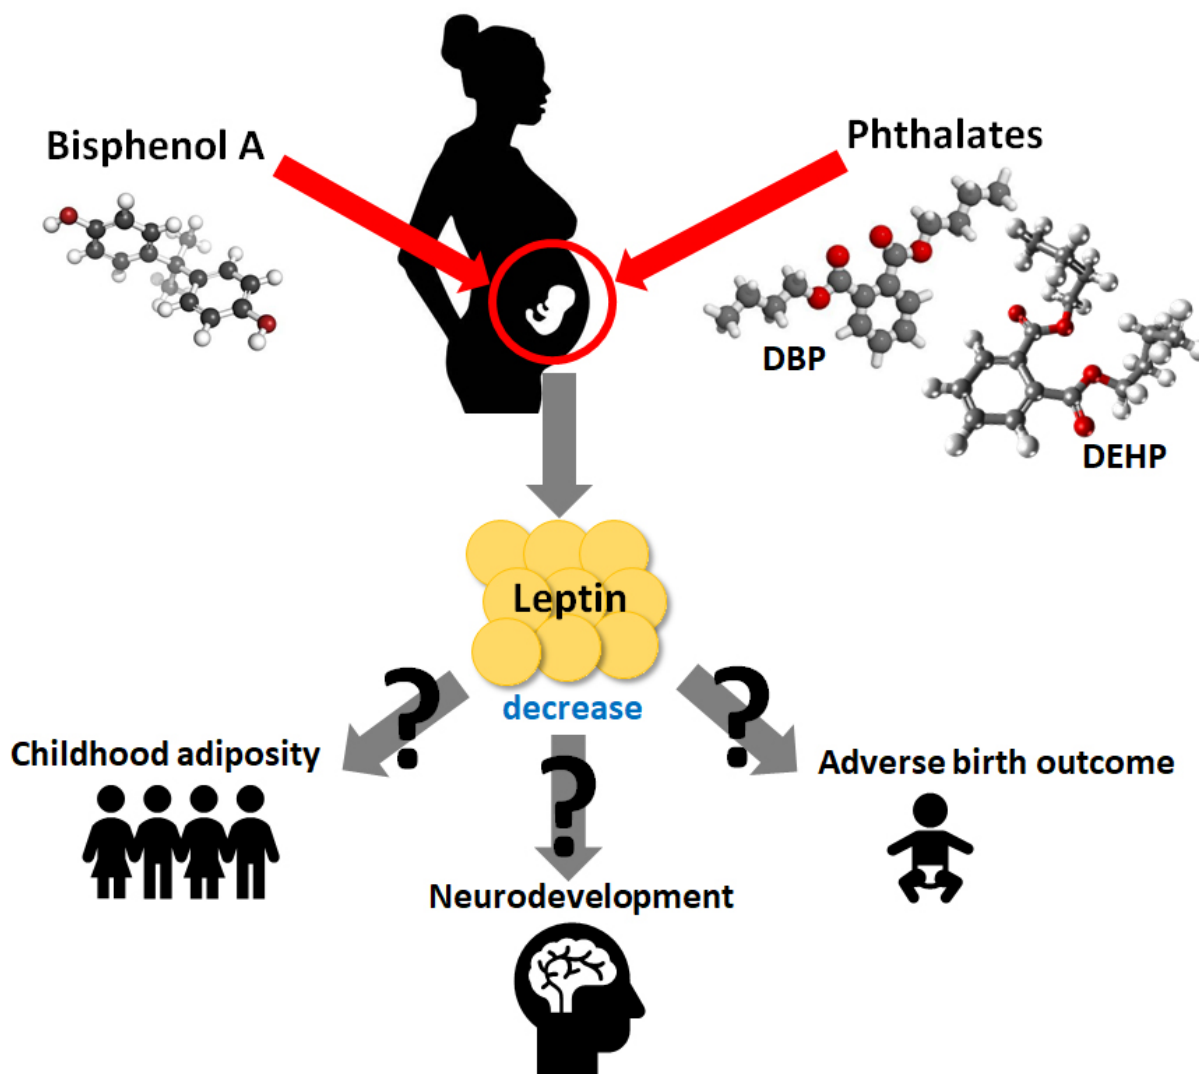 Bisphenol A
Phthalates
DBP
DEHP
Leptin
decrease
?
?
?
Childhood adiposity
Adverse birth outcome
Neurodevelopment